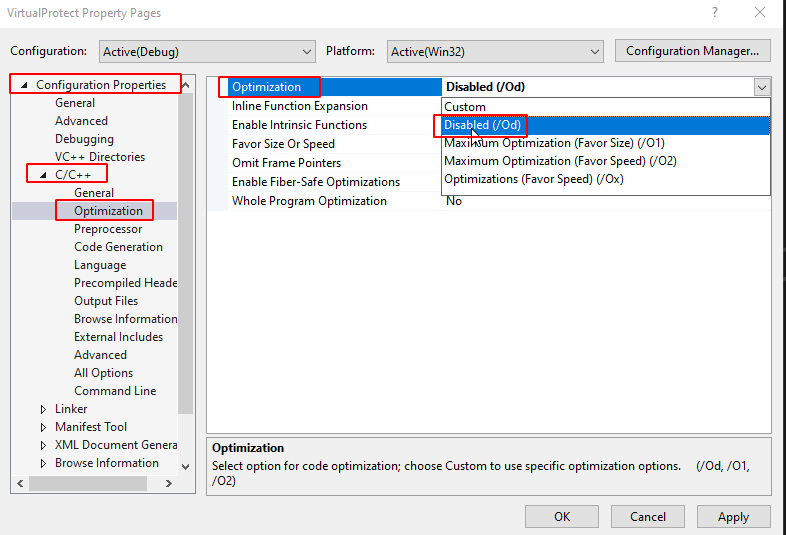 VirtualProtect Property Pages
?
Configuration: Active(Debug) Platform: Active(Win32) Configuration Manager...
Configuration Properties
General
Advanced
Debugging
VC++ Directories
C/C++
General
Optimization
Preprocessor
Code Generation
Language
Precompiled Heade
Output Files
Browse Information
External Includes
Advanced
All Options
Command Line
Linker
Manifest Tool
XML Document Genera
Browse Information
Optimization Disabled (/Od)
Inline Function Expansion
Enable Intrinsic Functions
Favor Size Or Speed
Omit Frame Pointers
Enable Fiber-Safe Optimizations
Whole Program Optimization No
Custom
Disabled (/Od)
Maximum Optimization (Favor Size) (/O1)
Maximum Optimization (Favor Speed) (/O2)
Optimizations (Favor Speed) (/Ox)
Optimization
Select option for code optimization; choose Custom to use specific optimization options. (/Od, /O1,
/O2)
OK Cancel Apply